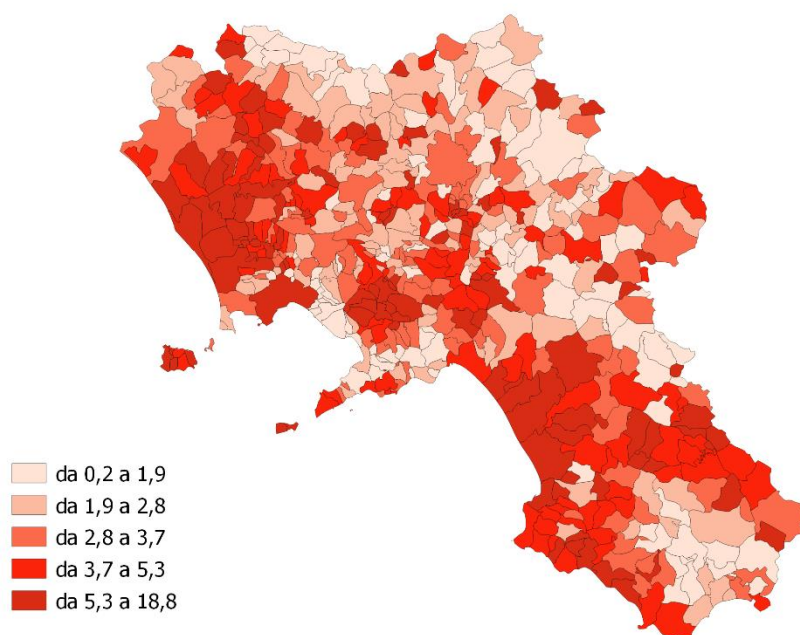 da 0,2 a 1,9
da 1,9 a 2,8
da 2,8 a 3,7
da 3,7 a 5,3
da 5,3 a 18,8